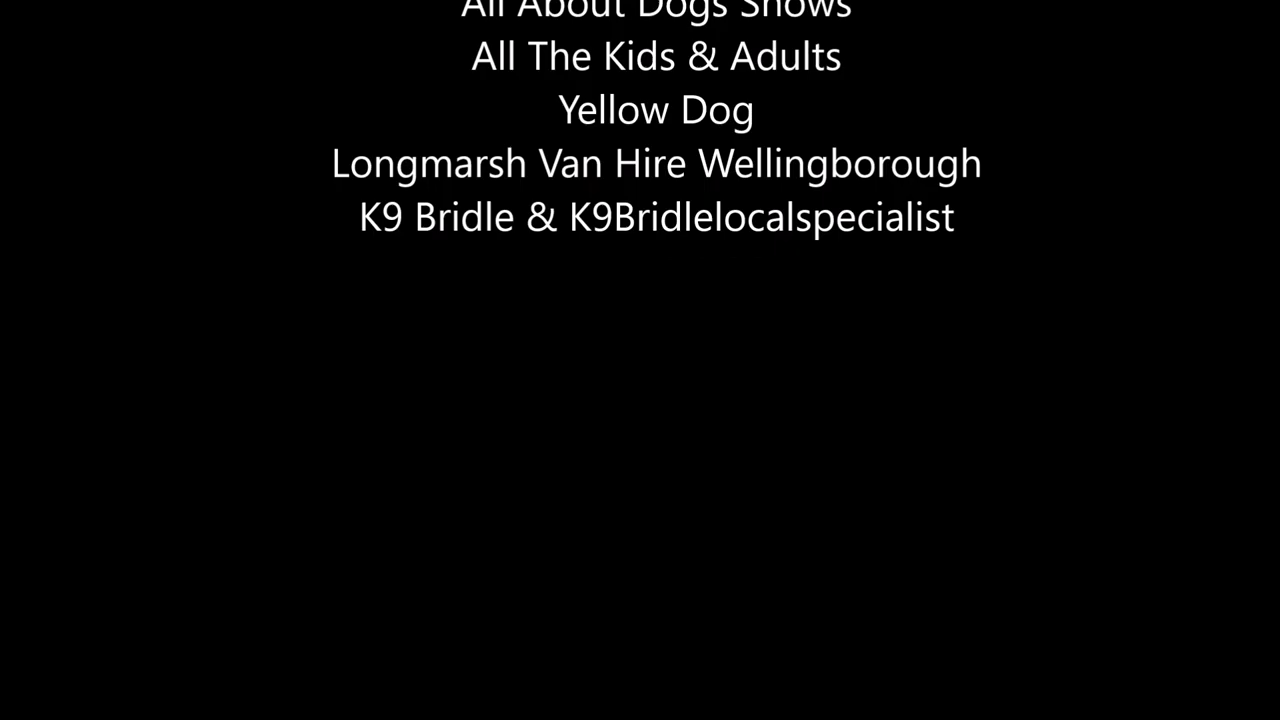 All About Dogs Shows
All The Kids & Adults
Yellow Dog
Longmarsh Van Hire Wellingborough
K9 Bridle & K9Bridlelocalspecialist